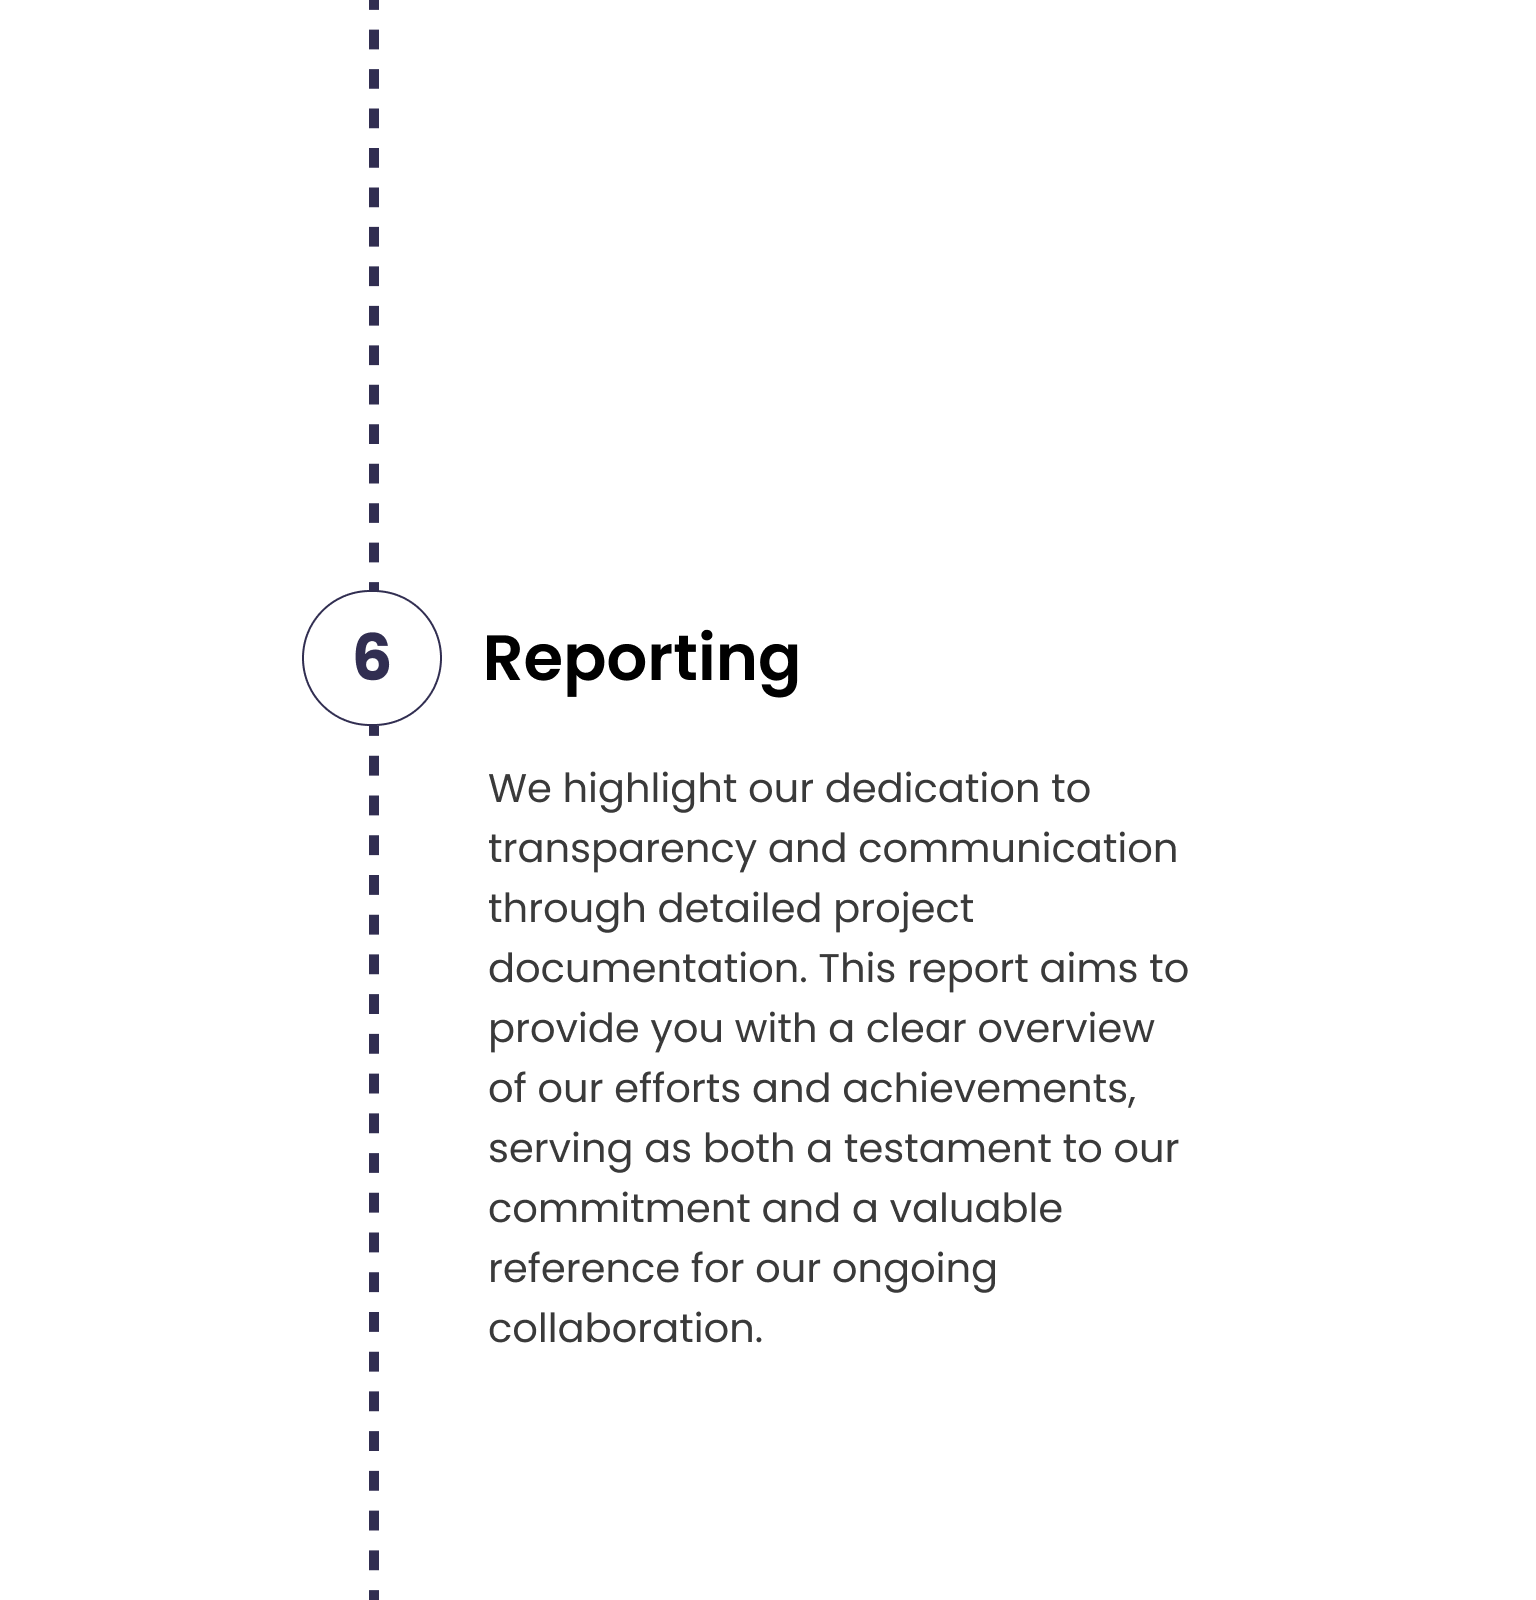 6
Reporting
We highlight our dedication to
transparency and communication
through detailed project
documentation. This report aims to
provide you with a clear overview
of our efforts and achievements,
serving as both a testament to our
commitment and a valuable
reference for our ongoing
collaboration.